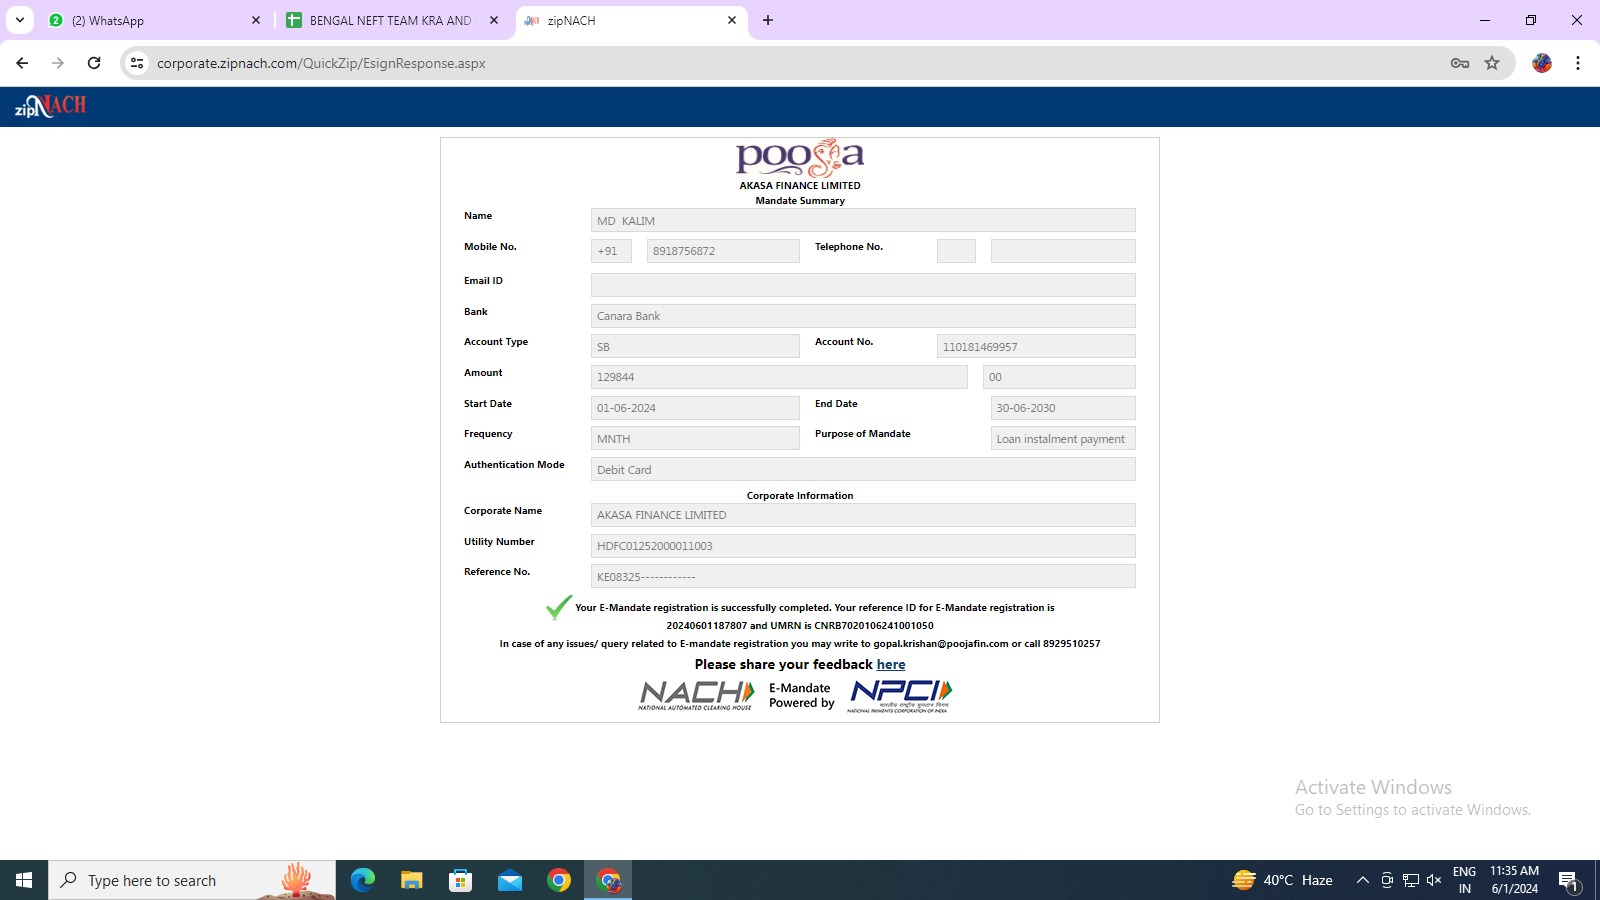 (2) WhatsApp
BENGAL NEFT TEAM KRA AND
zipNACH
corporate.zipnach.com/QuickZip/EsignResponse.aspx
zipNACH
pooja
AKASA FINANCE LIMITED
Mandate Summary
Name MD KALIM
Mobile No. +91 8918756872 Telephone No.
Email ID
Bank Canara Bank
Account Type SB Account No. 110181469957
Amount 129844 00
Start Date 01-06-2024 End Date 30-06-2030
Frequency MNTH Purpose of Mandate Loan instalment payment
Authentication Mode Debit Card
Corporate Information
Corporate Name AKASA FINANCE LIMITED
Utility Number HDFC01252000011003
Reference No. KE08325------------
Your E-Mandate registration is successfully completed. Your reference ID for E-Mandate registration is
20240601187807 and UMRN is CNRB7020106241001050
In case of any issues/ query related to E-mandate registration you may write to gopal.krishan@poojafin.com or call 8929510257
Please share your feedback here
NACH E-Mandate NPCI
NATIONAL AUTOMATED CLEARING HOUSE Powered by भारतीय राष्ट्रीय भुगतान निगम
NATIONAL PAYMENTS CORPORATION OF INDIA
Activate Windows
Go to Settings to activate Windows.
Type here to search
40°C Haze
ENG
IN
11:35 AM
6/1/2024
1